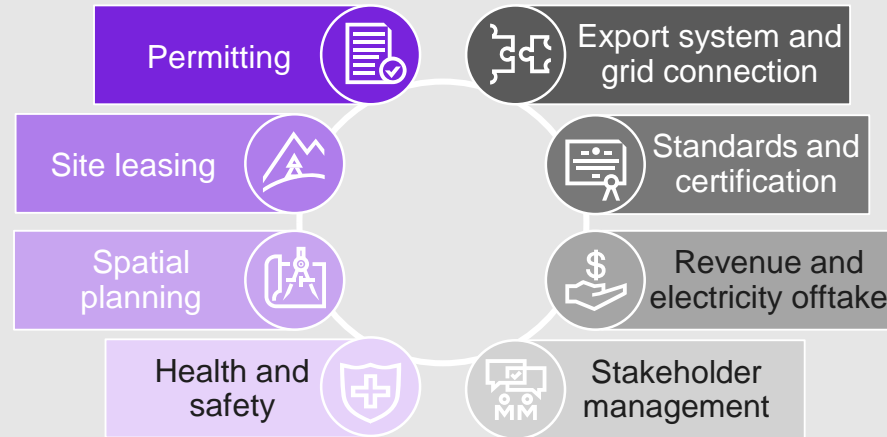 Permitting
Export system and
grid connection
Site leasing
Standards and
certification
Spatial
planning
$
Revenue and
electricity offtake
Health and
safety
Stakeholder
management